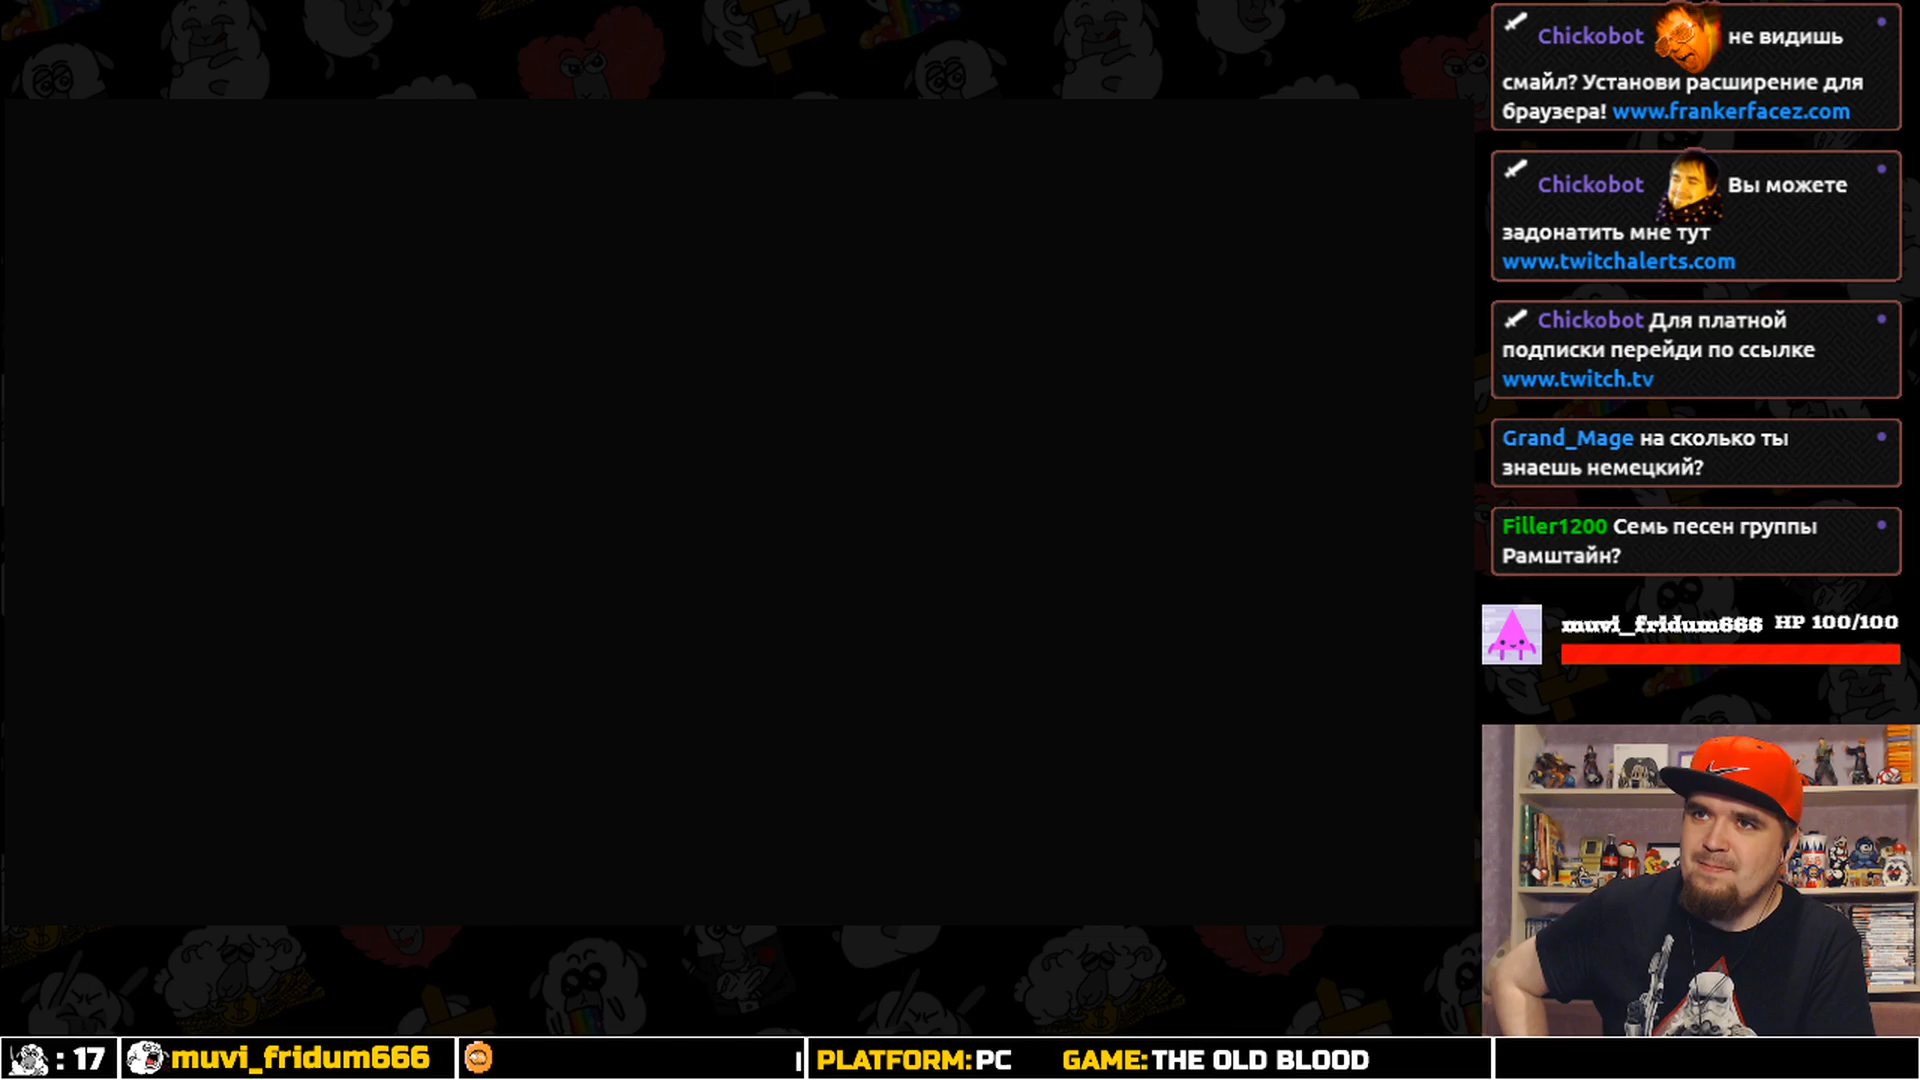 Chickobot не видишь
смайл? Установи расширение для
браузера! www.frankerfacez.com
Chickobot Вы можете
задонатить мне тут
www.twitchalerts.com
Chickobot Для платной
подписки перейди по ссылке
www.twitch.tv
Grand_Mage на сколько ты
знаешь немецкий?
Filler1200 Семь песен группы
Рамштайн?
muvi_fridum666 HP 100/100
: 17
muvi_fridum666
PLATFORM: PC
GAME: THE OLD BLOOD